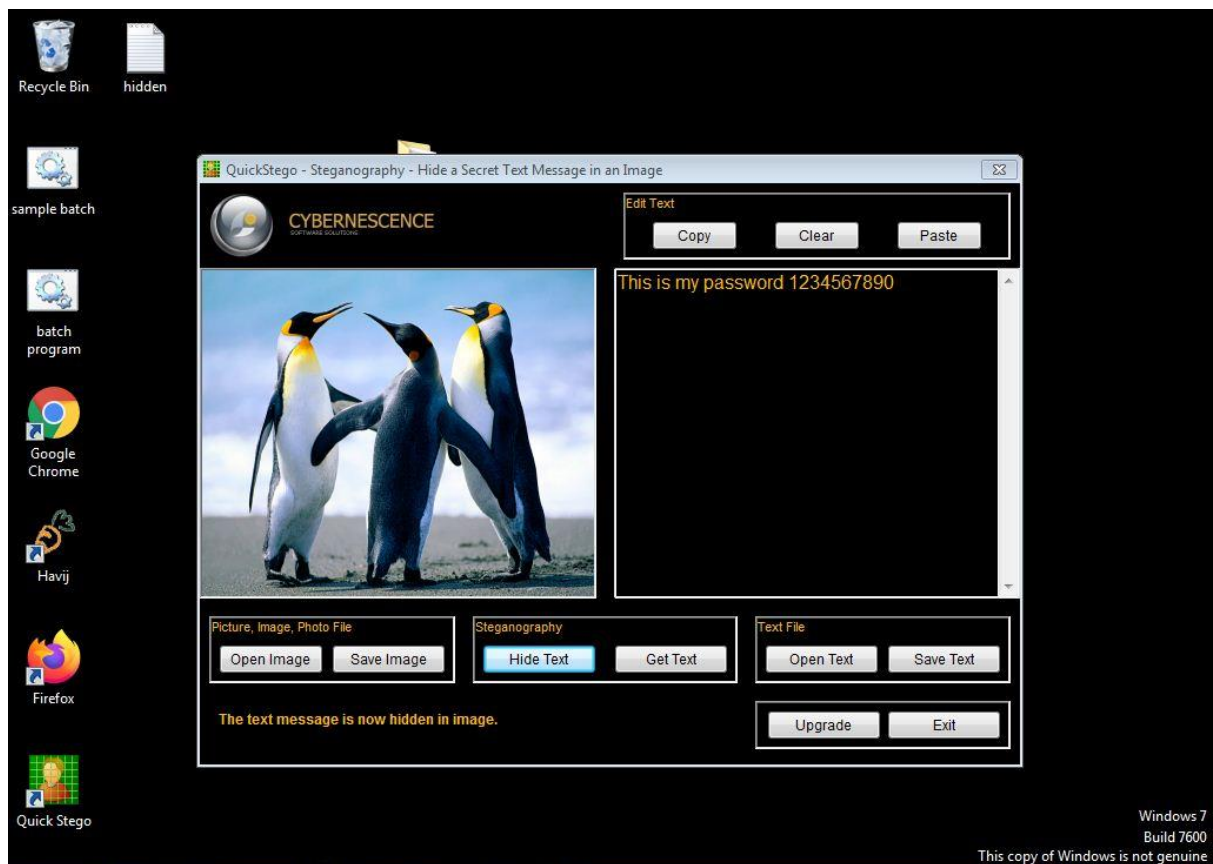 Recycle Bin
hidden
sample batch
batch
program
Google
Chrome
Havij
Firefox
Quick Stego
QuickStego - Steganography - Hide a Secret Text Message in an Image
CYBERNESCENCE
SOFTWARE SOLUTIONS
Edit Text
Copy
Clear
Paste
This is my password 1234567890
Picture, Image, Photo File
Open Image
Save Image
Steganography
Hide Text
Get Text
Text File
Open Text
Save Text
The text message is now hidden in image.
Upgrade
Exit
Windows 7
Build 7600
This copy of Windows is not genuine